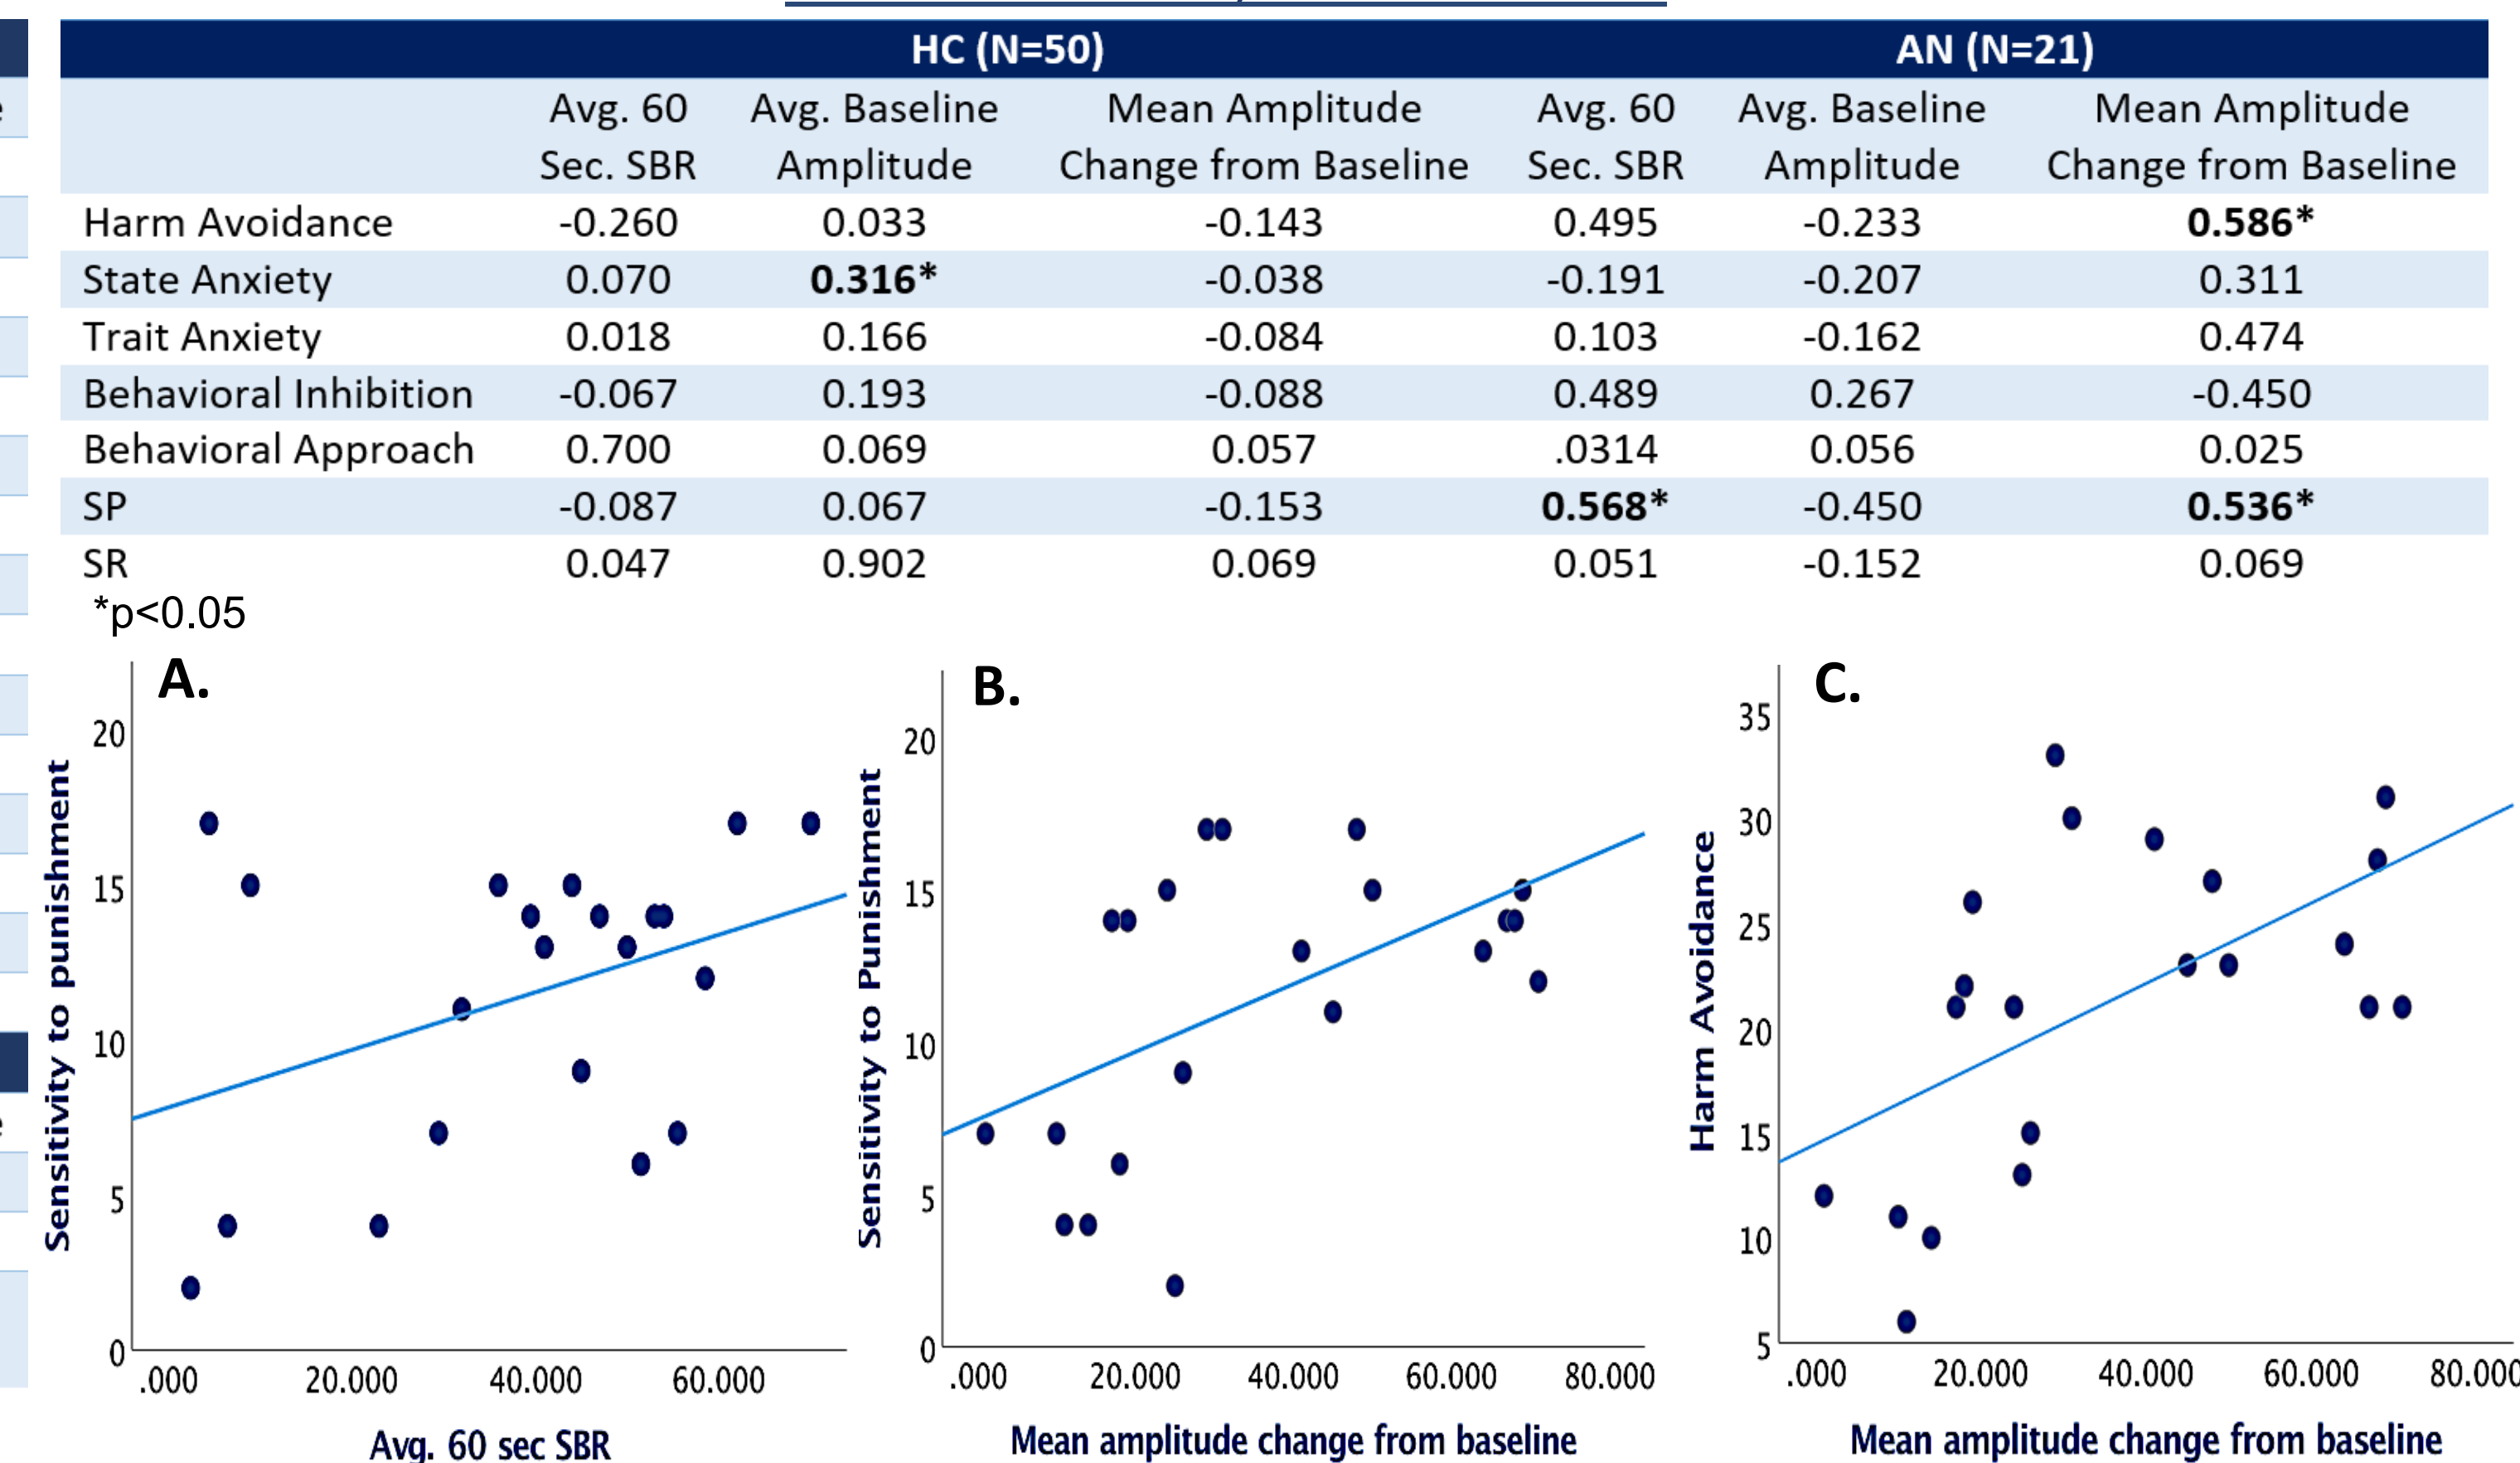 HC (N=50) AN (N=21)
Avg. 60 Avg. Baseline Mean Amplitude Avg. 60 Avg. Baseline Mean Amplitude
Sec. SBR Amplitude Change from Baseline Sec. SBR Amplitude Change from Baseline
Harm Avoidance -0.260 0.033 -0.143 0.495 -0.233 0.586*
State Anxiety 0.070 0.316* -0.038 -0.191 -0.207 0.311
Trait Anxiety 0.018 0.166 -0.084 0.103 -0.162 0.474
Behavioral Inhibition -0.067 0.193 -0.088 0.489 0.267 -0.450
Behavioral Approach 0.700 0.069 0.057 .0314 0.056 0.025
SP -0.087 0.067 -0.153 0.568* -0.450 0.536*
SR 0.047 0.902 0.069 0.051 -0.152 0.069
*p<0.05
A.
Sensitivity to punishment
20
15
10
5
0
.000 20.000 40.000 60.000
Avg. 60 sec SBR
B.
Sensitivity to Punishment
20
15
10
5
0
.000 20.000 40.000 60.000 80.000
Mean amplitude change from baseline
C.
Harm Avoidance
35
30
25
20
15
10
5
.000 20.000 40.000 60.000 80.000
Mean amplitude change from baseline